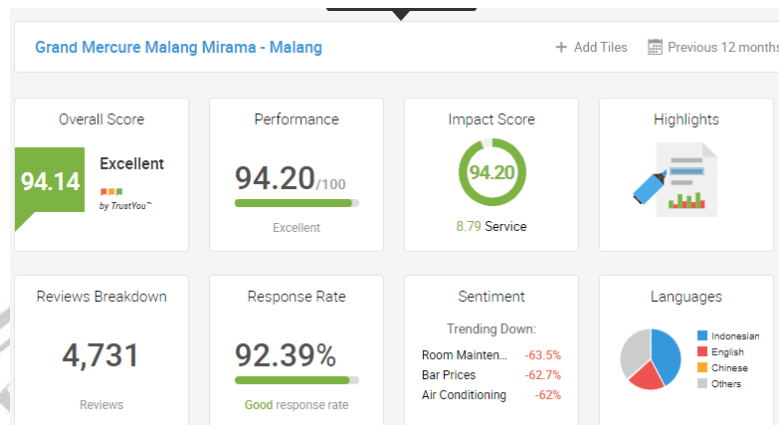 Grand Mercure Malang Mirama - Malang
+ Add Tiles
Previous 12 months
Overall Score
94.14
Excellent
by TrustYou™
Performance
94.20/100
Excellent
Impact Score
94.20
8.79 Service
Highlights
Reviews Breakdown
4,731
Reviews
Response Rate
92.39%
Good response rate
Sentiment
Trending Down:
Room Mainten... -63.5%
Bar Prices -62.7%
Air Conditioning -62%
Languages
Indonesian
English
Chinese
Others